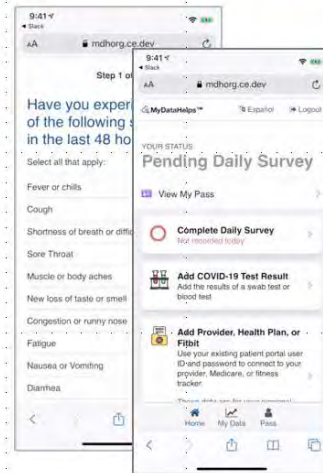 9:41
Slack
AA mdhorg.ce.dev
Step 1 of
Have you exper
of the following s
in the last 48 ho
Select all that apply:
Fever or chills
Cough
Shortness of breath or diffic
Sore Throat
Muscle or body aches
New loss of taste or smell
Congestion or runny nose
Fatigue
Nausea or Vomiting
Diarrhea
9:41
Slack
AA mdhorg.ce.dev
MyDataHelps™ Español Logout
YOUR STATUS
Pending Daily Survey
View My Pass
Complete Daily Survey
Not recorded today
Add COVID-19 Test Result
Add the results of a swab test or
blood test
Add Provider, Health Plan, or
Fitbit
Use your existing patient portal user
ID and password to connect to your
provider, Medicare, or fitness
tracker.
Home My Data Pass